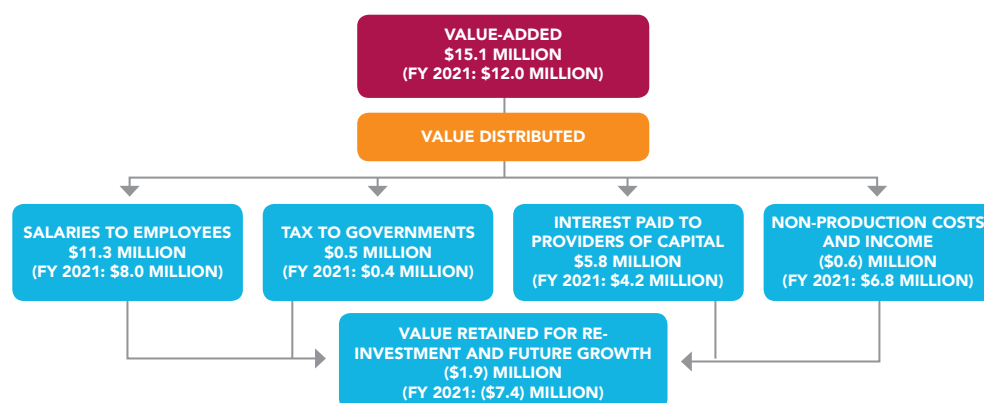 VALUE-ADDED
$15.1 MILLION
(FY 2021: $12.0 MILLION)
VALUE DISTRIBUTED
SALARIES TO EMPLOYEES
$11.3 MILLION
(FY 2021: $8.0 MILLION)
TAX TO GOVERNMENTS
$0.5 MILLION
(FY 2021: $0.4 MILLION)
INTEREST PAID TO
PROVIDERS OF CAPITAL
$5.8 MILLION
(FY 2021: $4.2 MILLION)
NON-PRODUCTION COSTS
AND INCOME
($0.6) MILLION
(FY 2021: $6.8 MILLION)
VALUE RETAINED FOR RE-
INVESTMENT AND FUTURE GROWTH
($1.9) MILLION
(FY 2021: ($7.4) MILLION)